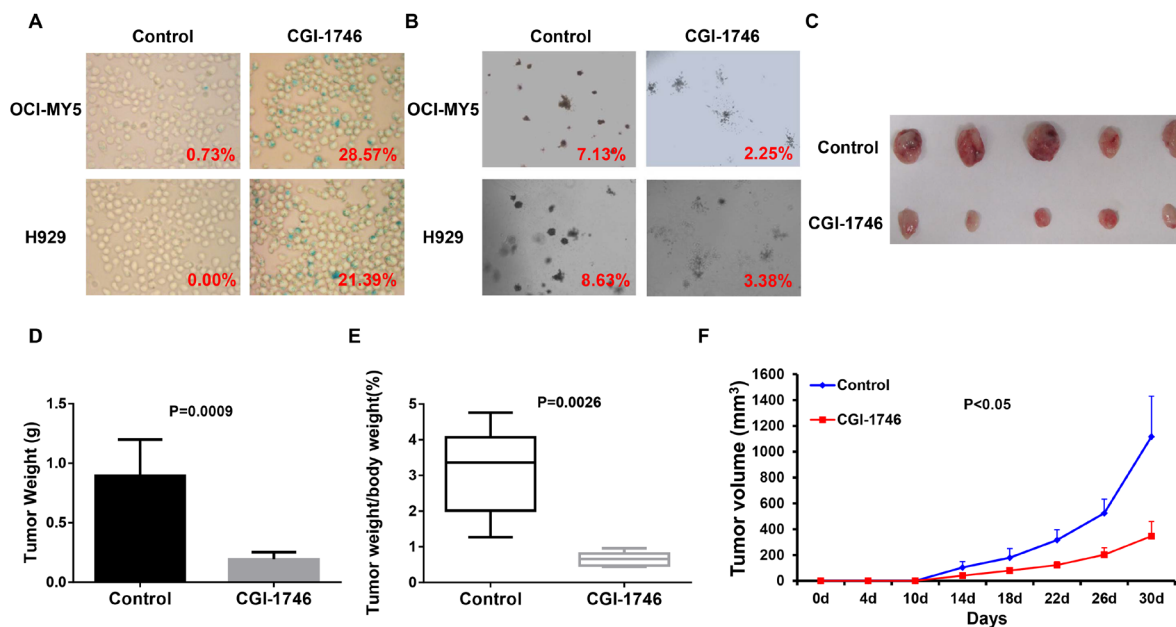 A
Control
CGI-1746
OCI-MY5
0.73%
28.57%
H929
0.00%
21.39%
B
Control
CGI-1746
OCI-MY5
7.13%
2.25%
H929
8.63%
3.38%
C
Control
CGI-1746
D
P=0.0009
Tumor Weight (g)
1.5
1.0
0.5
0.0
Control
CGI-1746
E
P=0.0026
Tumor weight/body weight(%)
5
4
3
2
1
0
Control
CGI-1746
F
Control
CGI-1746
P<0.05
Tumor volume (mm³)
1600
1400
1200
1000
800
600
400
200
0
0d 4d 10d 14d 18d 22d 26d 30d
Days